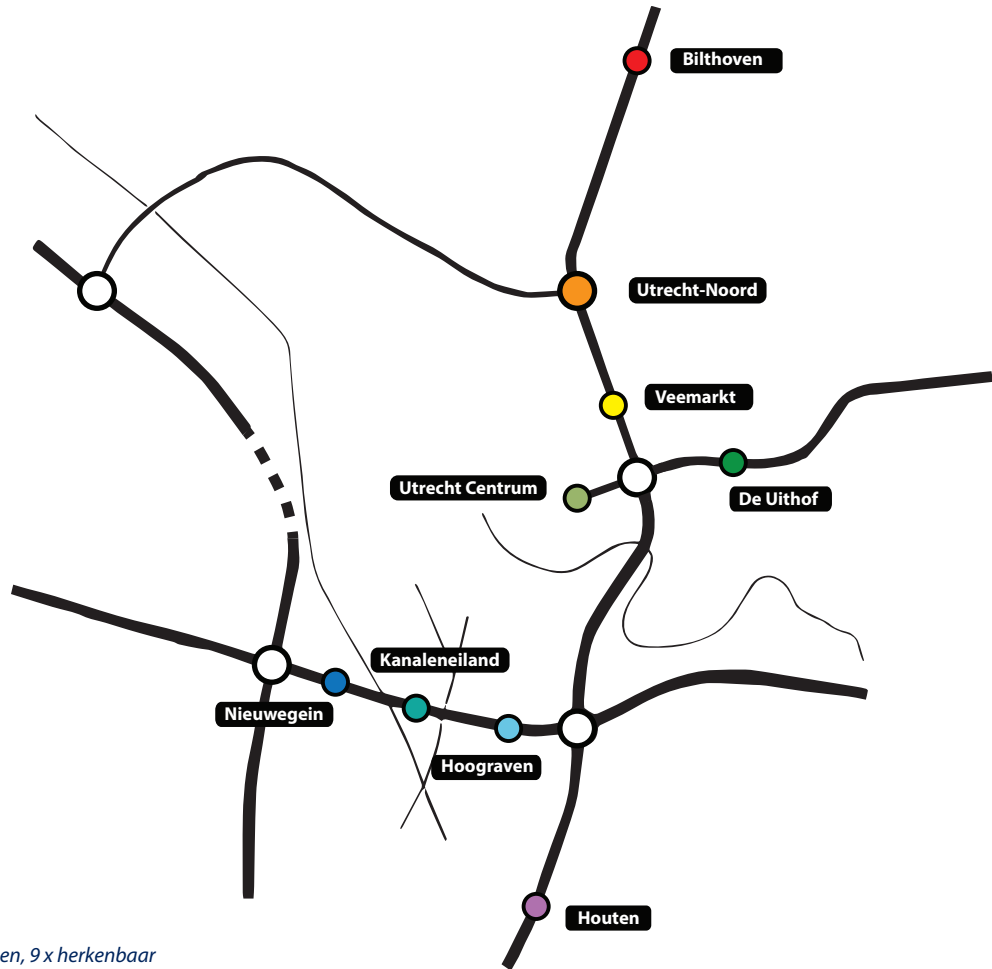 Bilthoven
Utrecht-Noord
Veemarkt
Utrecht Centrum
De Uithof
Kanaleneiland
Nieuwegein
Hoograven
Houten
en, 9 x herkenbaar